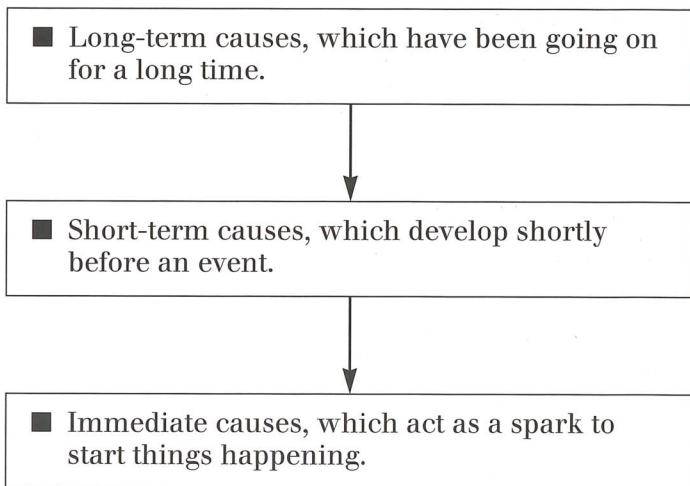 ■ Long-term causes, which have been going on
for a long time.
■ Short-term causes, which develop shortly
before an event.
■ Immediate causes, which act as a spark to
start things happening.